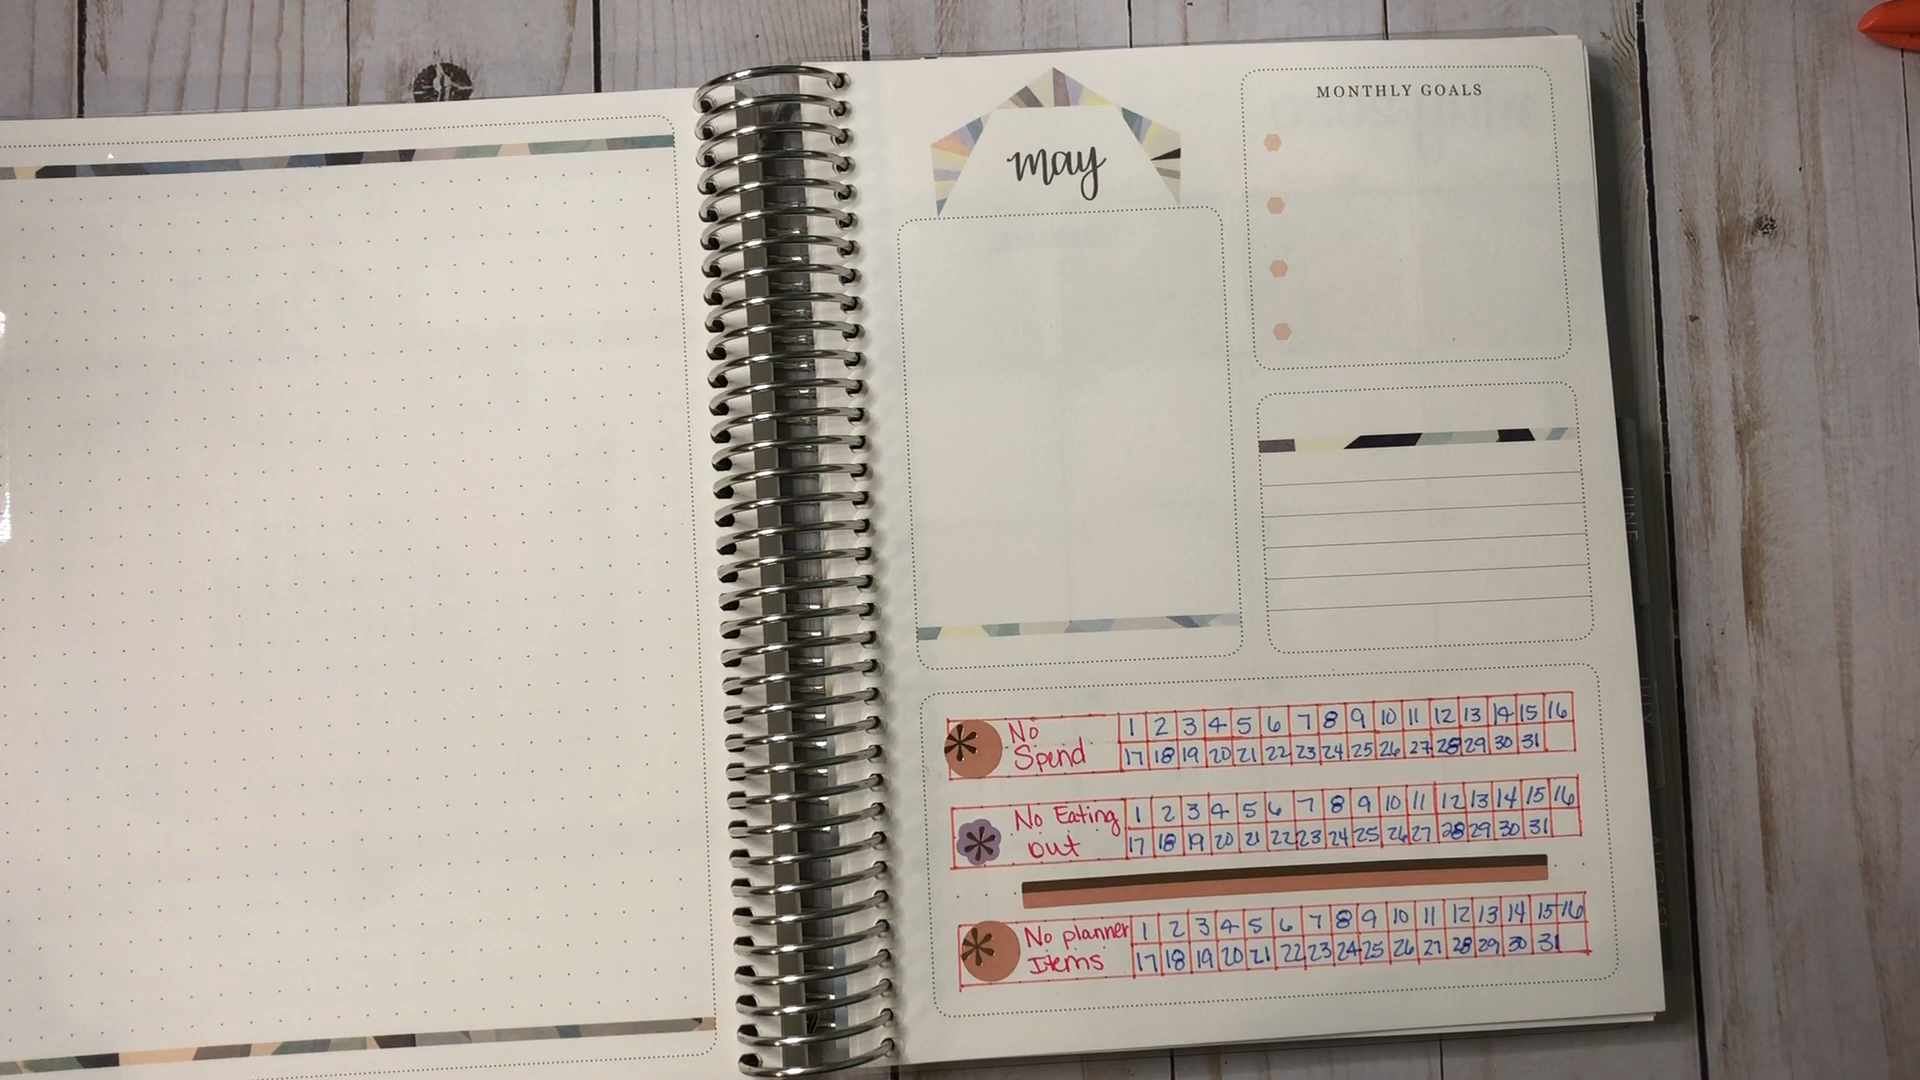 may
MONTHLY GOALS
No
Spend
1 2 3 4 5 6 7 8 9 10 11 12 13 14 15 16
17 18 19 20 21 22 23 24 25 26 27 28 29 30 31
No Eating
out
1 2 3 4 5 6 7 8 9 10 11 12 13 14 15 16
17 18 19 20 21 22 23 24 25 26 27 28 29 30 31
No planner
Items
1 2 3 4 5 6 7 8 9 10 11 12 13 14 15 16
17 18 19 20 21 22 23 24 25 26 27 28 29 30 31
JUNE